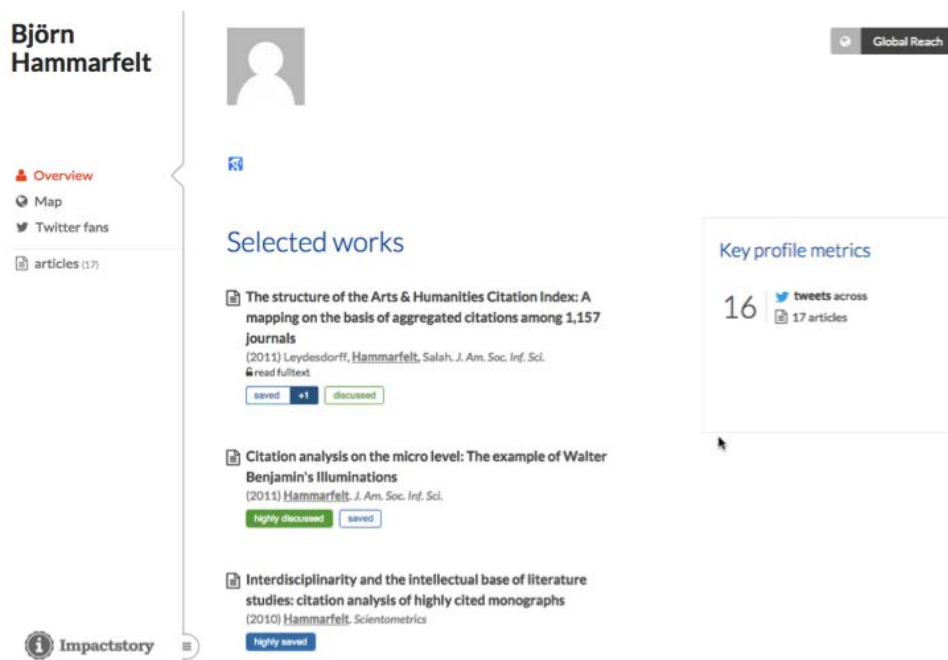 Björn
Hammarfelt
Global Reach
Overview
Map
Twitter fans
articles (17)
Selected works
The structure of the Arts & Humanities Citation Index: A
mapping on the basis of aggregated citations among 1,157
journals
(2011) Leydesdorff, Hammarfelt, Salah. J. Am. Soc. Inf. Sci.
read fulltext
saved +1 discussed
Citation analysis on the micro level: The example of Walter
Benjamin's Illuminations
(2011) Hammarfelt. J. Am. Soc. Inf. Sci.
highly discussed saved
Interdisciplinarity and the intellectual base of literature
studies: citation analysis of highly cited monographs
(2010) Hammarfelt. Scientometrics
highly saved
Key profile metrics
16 tweets across
17 articles
Impactstory